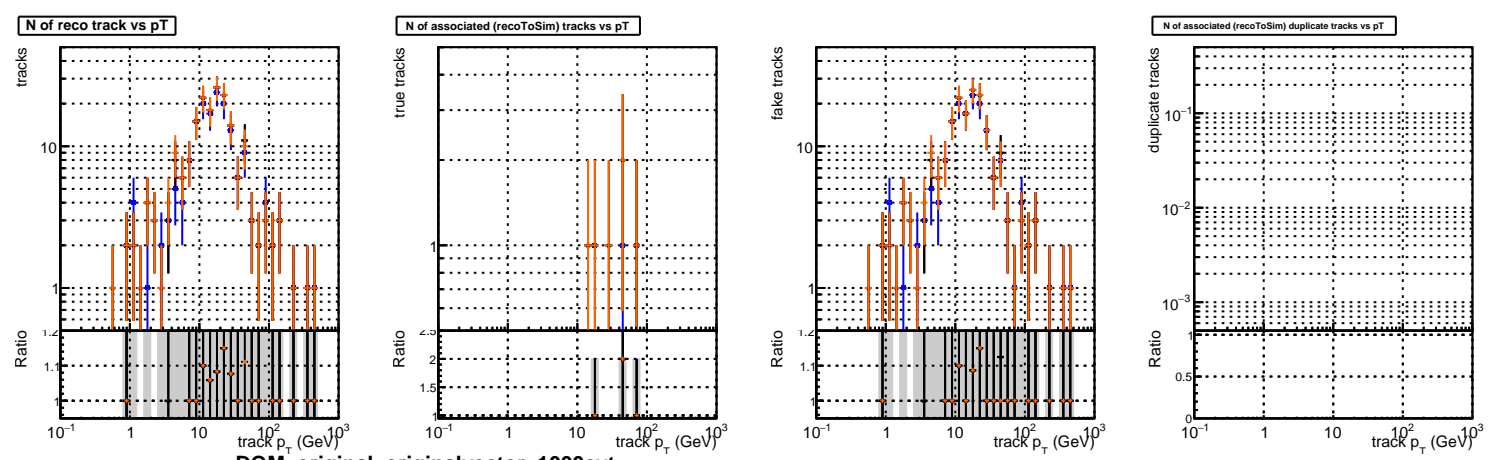 N of reco track vs pT
tracks
10
1
Ratio
1.2
1.1
1
10⁻¹ 1 10 10² 10³
track p_T (GeV)
N of associated (recoToSim) tracks vs pT
true tracks
1
Ratio
2.5
2
1.5
1
10⁻¹ 1 10 10² 10³
track p_T (GeV)
fake tracks
10
1
Ratio
1.2
1.1
1
10⁻¹ 1 10 10² 10³
track p_T (GeV)
N of associated (recoToSim) duplicate tracks vs pT
duplicate tracks
10⁻¹
10⁻²
10⁻³
Ratio
1
0.5
0
10⁻¹ 1 10 10² 10³
track p_T (GeV)